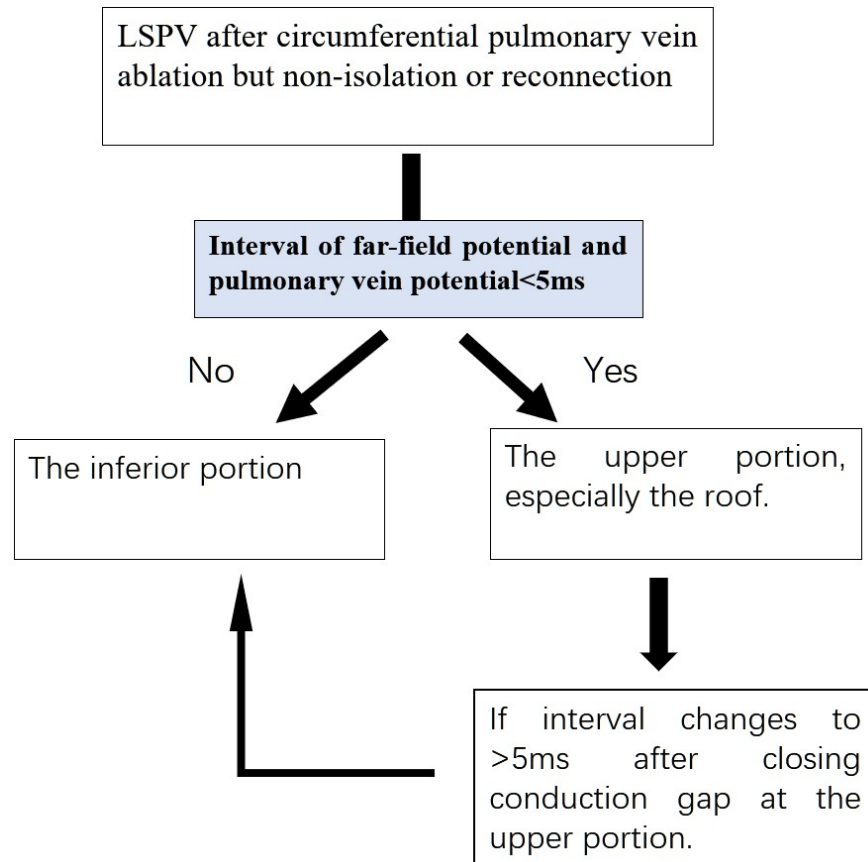 LSPV after circumferential pulmonary vein
ablation but non-isolation or reconnection
Interval of far-field potential and
pulmonary vein potential<5ms
No
Yes
The inferior portion
The upper portion,
especially the roof.
If interval changes to
>5ms after closing
conduction gap at the
upper portion.